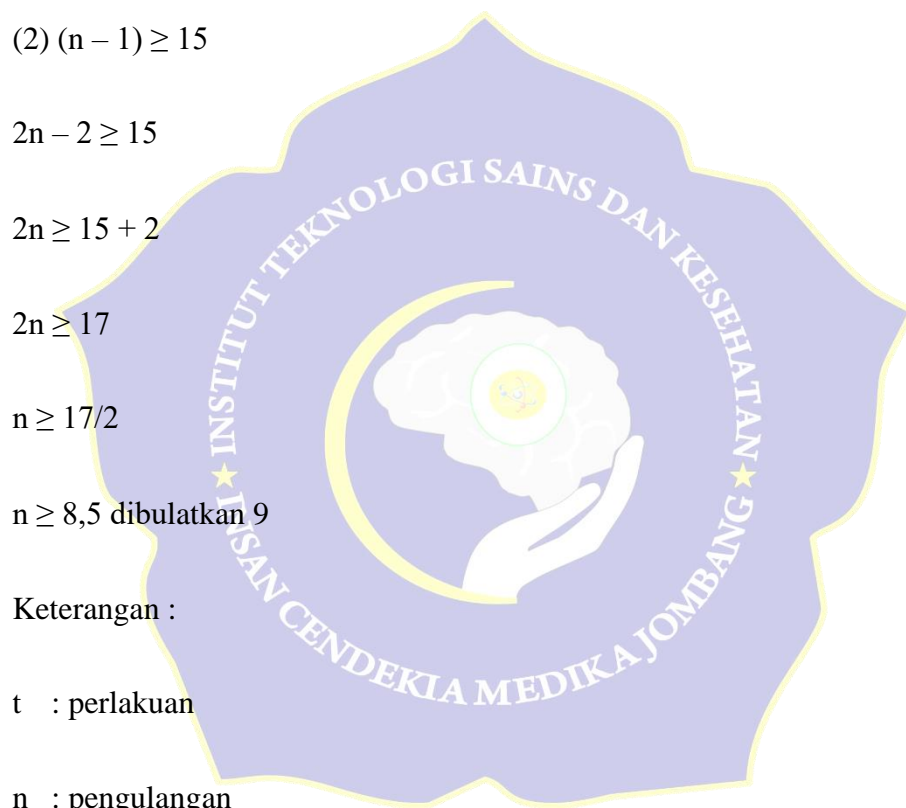 (2) (n – 1) ≥ 15
2n – 2 ≥ 15
2n ≥ 15 + 2
2n ≥ 17
n ≥ 17/2
n ≥ 8,5 dibulatkan 9
Keterangan :
t : perlakuan
n : pengulangan
INSTITUT TEKNOLOGI SAINS DAN KESEHATAN
INSAN CENDEKIA MEDIKA JOMBANG